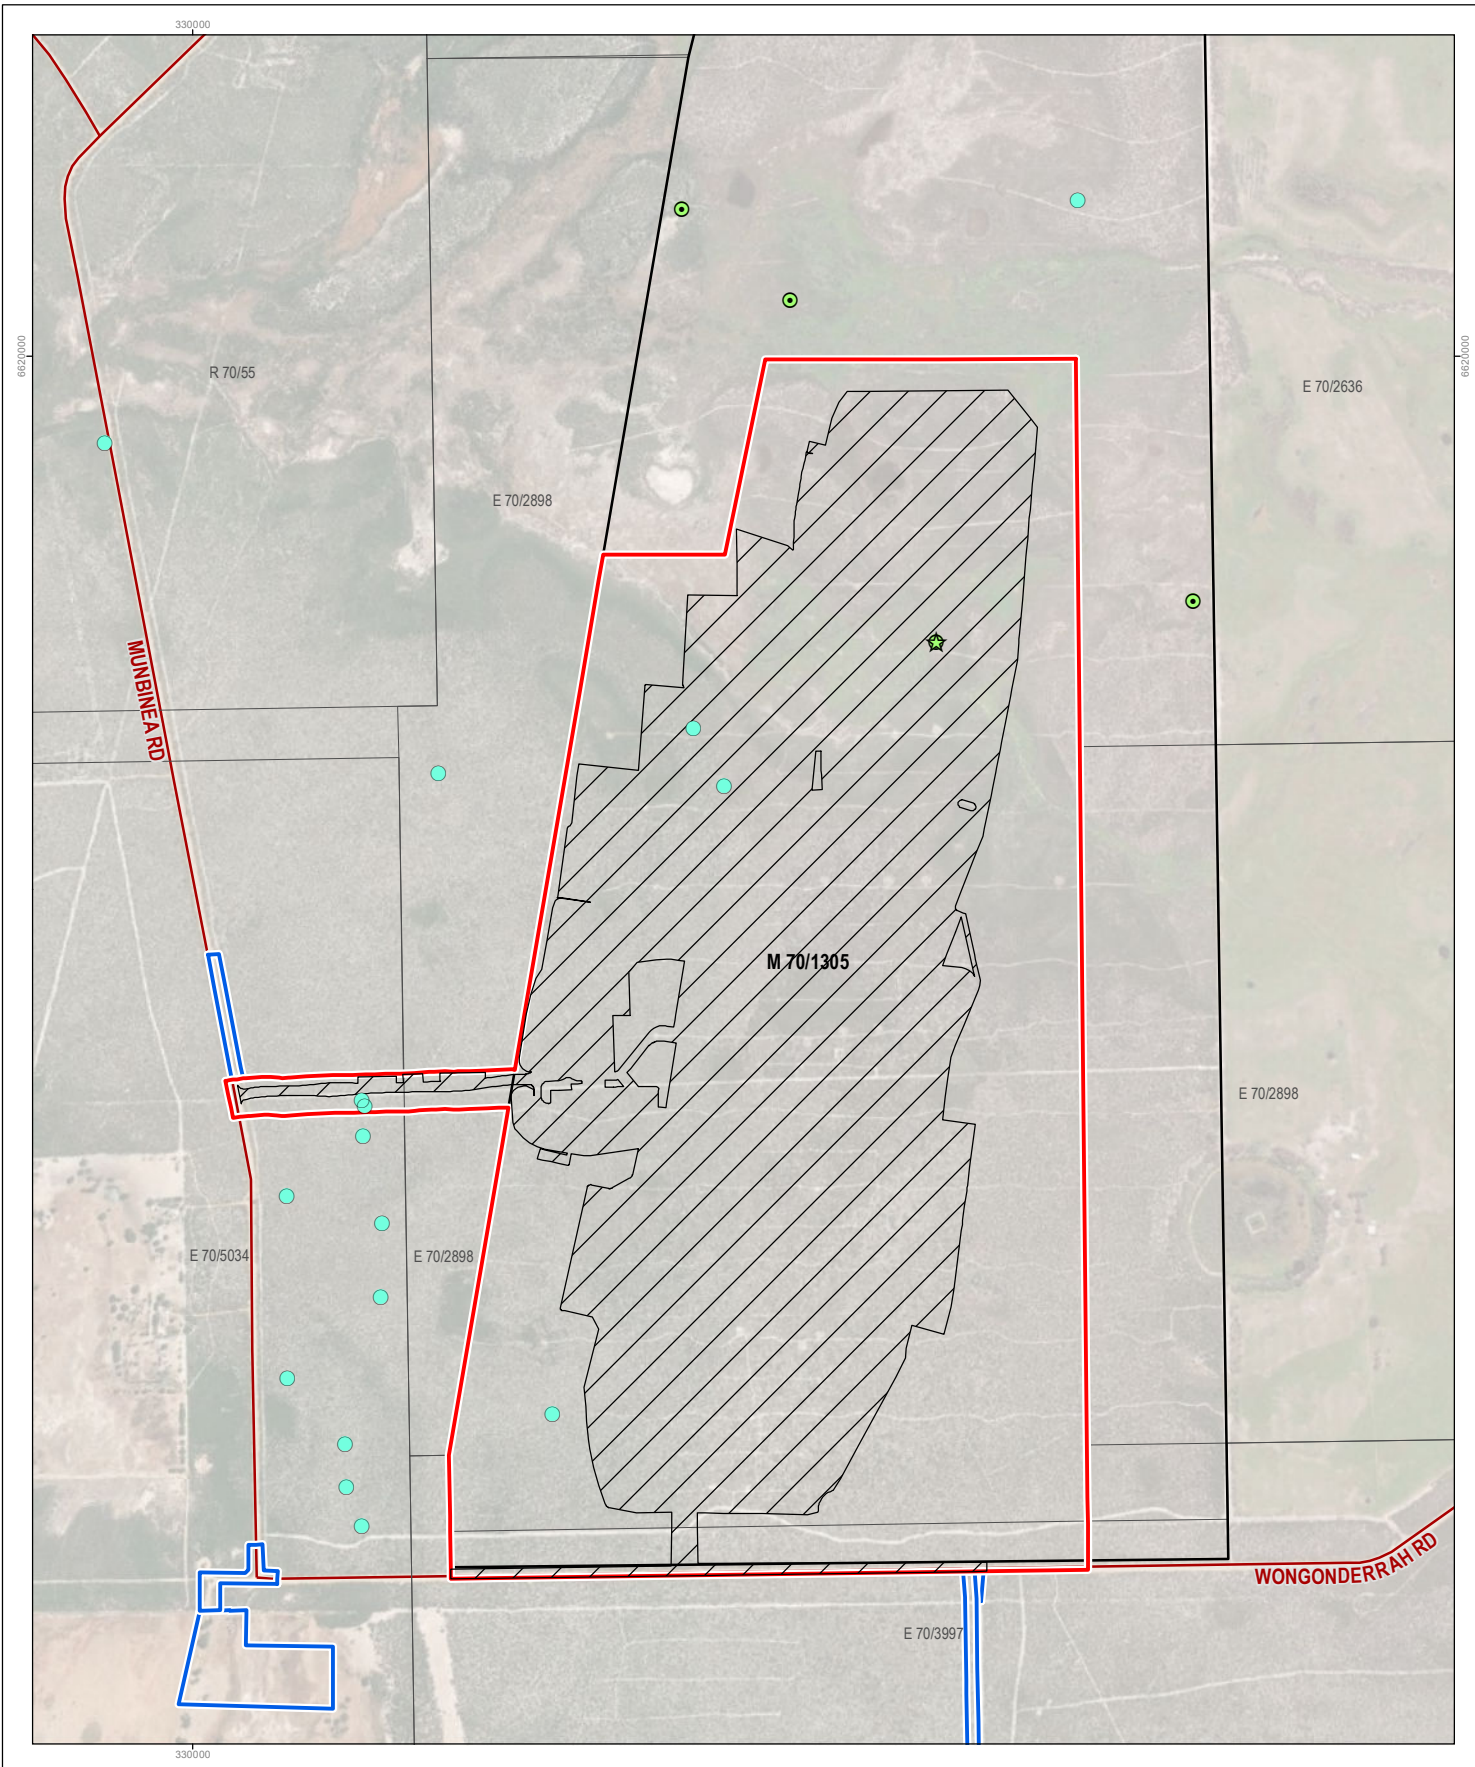 330000
6620000
6620000
R 70/55
E 70/2636
E 70/2898
MUNBINEA RD
M 70/1305
E 70/2898
E 70/5034
E 70/2898
WONGONDERRAH RD
E 70/3997
330000